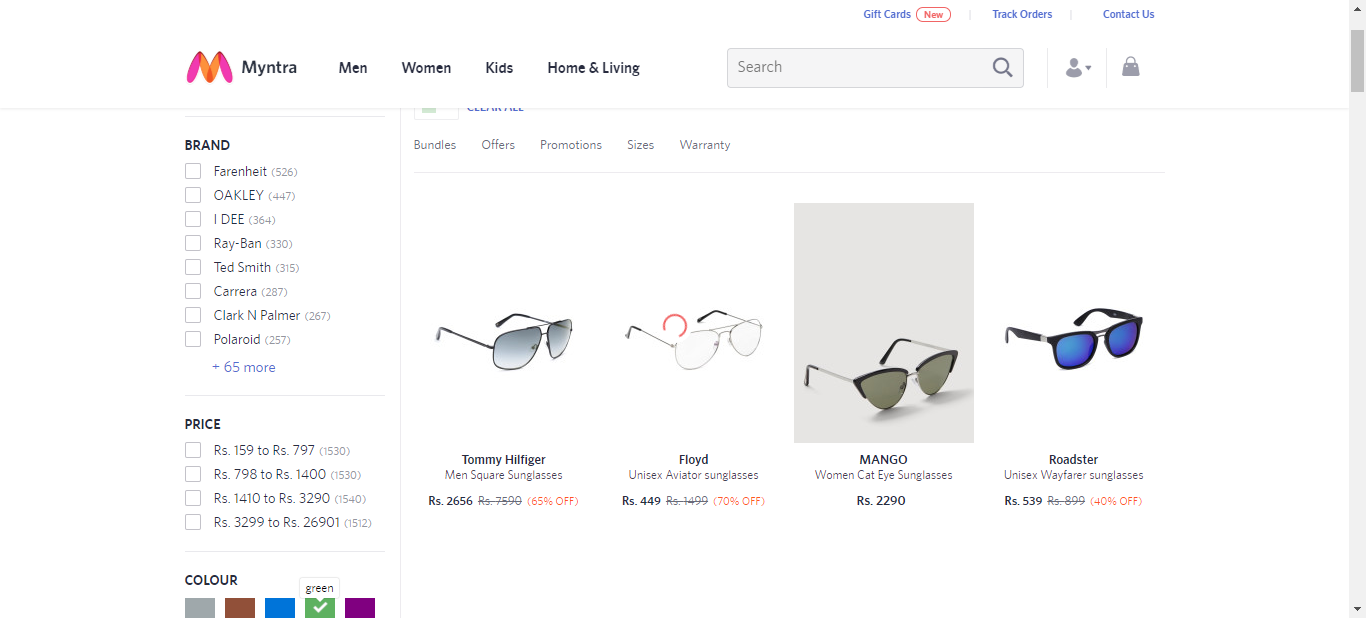 Gift Cards New Track Orders Contact Us
Myntra Men Women Kids Home & Living Search
CLEAR ALL
Bundles Offers Promotions Sizes Warranty
BRAND
Farenheit (526)
OAKLEY (447)
I DEE (364)
Ray-Ban (330)
Ted Smith (315)
Carrera (287)
Clark N Palmer (267)
Polaroid (257)
+ 65 more
PRICE
Rs. 159 to Rs. 797 (1530)
Rs. 798 to Rs. 1400 (1530)
Rs. 1410 to Rs. 3290 (1540)
Rs. 3299 to Rs. 26901 (1512)
COLOUR
green
Tommy Hilfiger
Men Square Sunglasses
Rs. 2656 Rs. 7590 (65% OFF)
Floyd
Unisex Aviator sunglasses
Rs. 449 Rs. 1499 (70% OFF)
MANGO
Women Cat Eye Sunglasses
Rs. 2290
Roadster
Unisex Wayfarer sunglasses
Rs. 539 Rs. 899 (40% OFF)